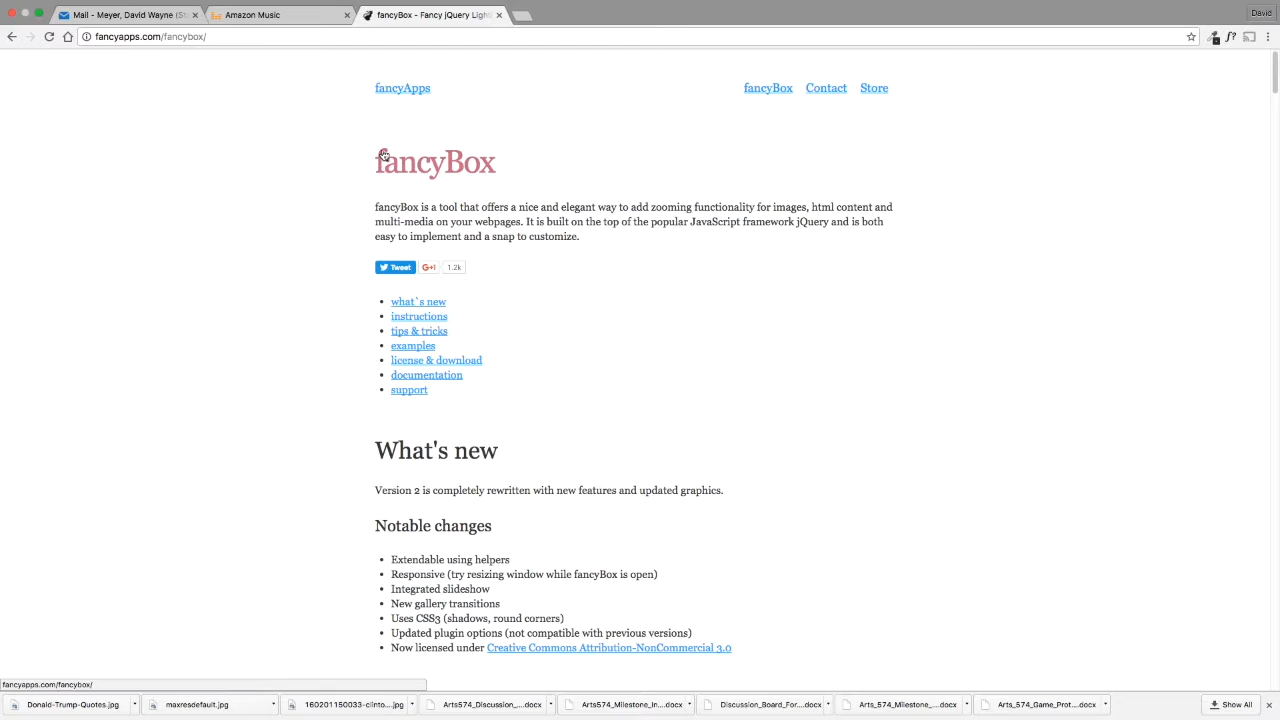 Mail - Meyer, David Wayne (St
Amazon Music
fancyBox - Fancy jQuery Light
David
fancyapps.com/fancybox/
fancyApps
fancyBox Contact Store
fancyBox
fancyBox is a tool that offers a nice and elegant way to add zooming functionality for images, html content and
multi-media on your webpages. It is built on the top of the popular JavaScript framework jQuery and is both
easy to implement and a snap to customize.
Tweet G+1 1.2k
• what`s new
• instructions
• tips & tricks
• examples
• license & download
• documentation
• support
What's new
Version 2 is completely rewritten with new features and updated graphics.
Notable changes
• Extendable using helpers
• Responsive (try resizing window while fancyBox is open)
• Integrated slideshow
• New gallery transitions
• Uses CSS3 (shadows, round corners)
• Updated plugin options (not compatible with previous versions)
• Now licensed under Creative Commons Attribution-NonCommercial 3.0
fancyapps.com/fancybox/
Donald-Trump-Quotes.jpg
maxresdefault.jpg
160201150033-clinto....jpg
Arts574_Discussion_....docx
Arts574_Milestone_In....docx
Discussion_Board_For....docx
Arts_574_Milestone_....docx
Arts_574_Game_Prot....docx
Show All